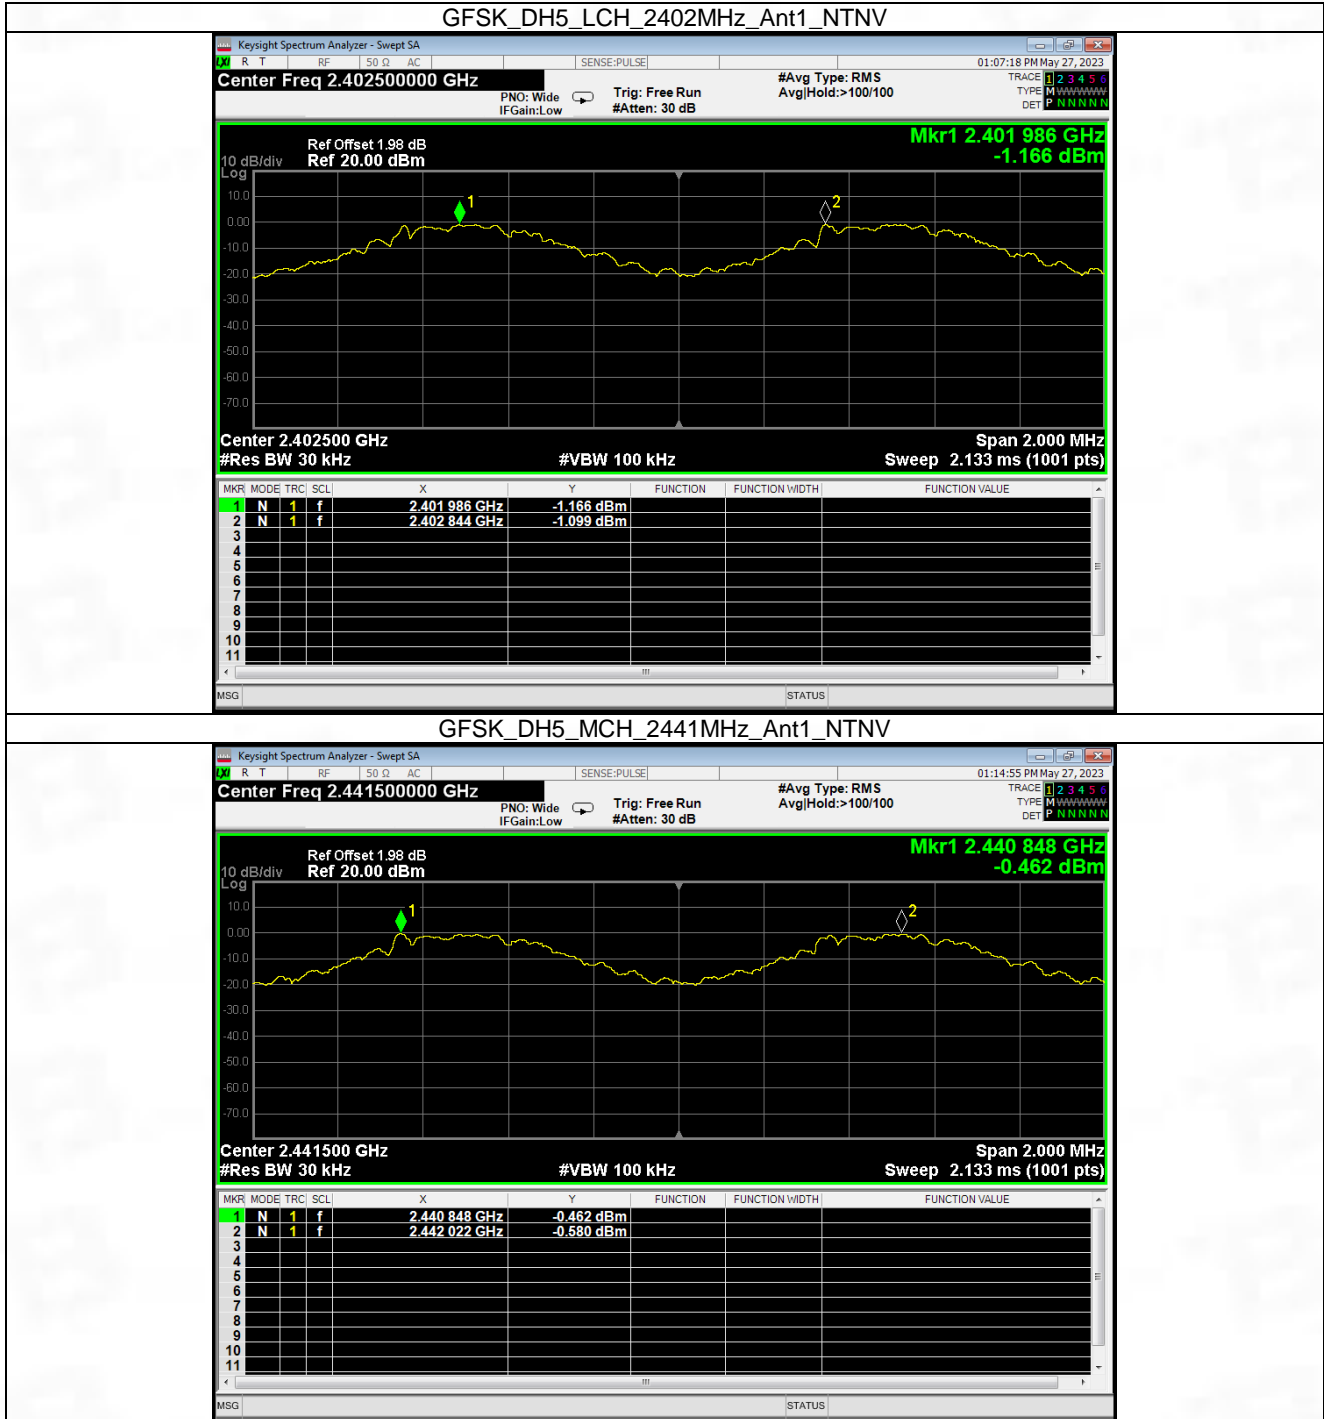 GFSK_DH5_LCH_2402MHz_Ant1_NTNV
Keysight Spectrum Analyzer - Swept SA
LXI R T RF 50 Ω AC SENSE:PULSE 01:07:18 PM May 27, 2023
Center Freq 2.402500000 GHz #Avg Type: RMS TRACE 1 2 3 4 5 6
PNO: Wide Trig: Free Run Avg|Hold:>100/100 TYPE M WWWWW
IFGain:Low #Atten: 30 dB DET P N N N N N
Mkr1 2.401 986 GHz
-1.166 dBm
Ref Offset 1.98 dB
10 dB/div Ref 20.00 dBm
Log
10.0
0.00
-10.0
-20.0
-30.0
-40.0
-50.0
-60.0
-70.0
1
2
Center 2.402500 GHz Span 2.000 MHz
#Res BW 30 kHz #VBW 100 kHz Sweep 2.133 ms (1001 pts)
MKR MODE TRC SCL X Y FUNCTION FUNCTION WIDTH FUNCTION VALUE
1 N 1 f 2.401 986 GHz -1.166 dBm
2 N 1 f 2.402 844 GHz -1.099 dBm
3
4
5
6
7
8
9
10
11
MSG STATUS
GFSK_DH5_MCH_2441MHz_Ant1_NTNV
Keysight Spectrum Analyzer - Swept SA
LXI R T RF 50 Ω AC SENSE:PULSE 01:14:55 PM May 27, 2023
Center Freq 2.441500000 GHz #Avg Type: RMS TRACE 1 2 3 4 5 6
PNO: Wide Trig: Free Run Avg|Hold:>100/100 TYPE M WWWWW
IFGain:Low #Atten: 30 dB DET P N N N N N
Mkr1 2.440 848 GHz
-0.462 dBm
Ref Offset 1.98 dB
10 dB/div Ref 20.00 dBm
Log
10.0
0.00
-10.0
-20.0
-30.0
-40.0
-50.0
-60.0
-70.0
1
2
Center 2.441500 GHz Span 2.000 MHz
#Res BW 30 kHz #VBW 100 kHz Sweep 2.133 ms (1001 pts)
MKR MODE TRC SCL X Y FUNCTION FUNCTION WIDTH FUNCTION VALUE
1 N 1 f 2.440 848 GHz -0.462 dBm
2 N 1 f 2.442 022 GHz -0.580 dBm
3
4
5
6
7
8
9
10
11
MSG STATUS